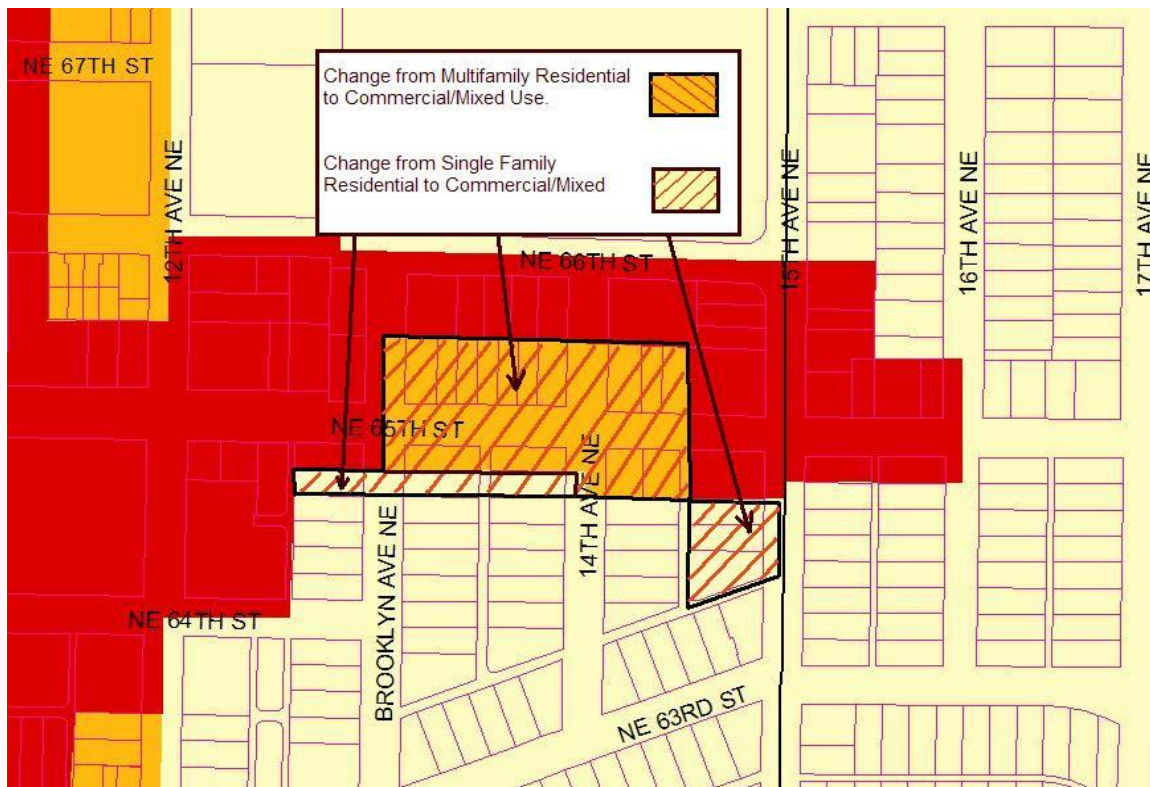 NE 67TH ST
Change from Multifamily Residential
to Commercial/Mixed Use.
Change from Single Family
Residential to Commercial/Mixed
12TH AVE NE
15TH AVE NE
16TH AVE NE
17TH AVE NE
NE 66TH ST
NE 65TH ST
14TH AVE NE
BROOKLYN AVE NE
NE 64TH ST
NE 63RD ST